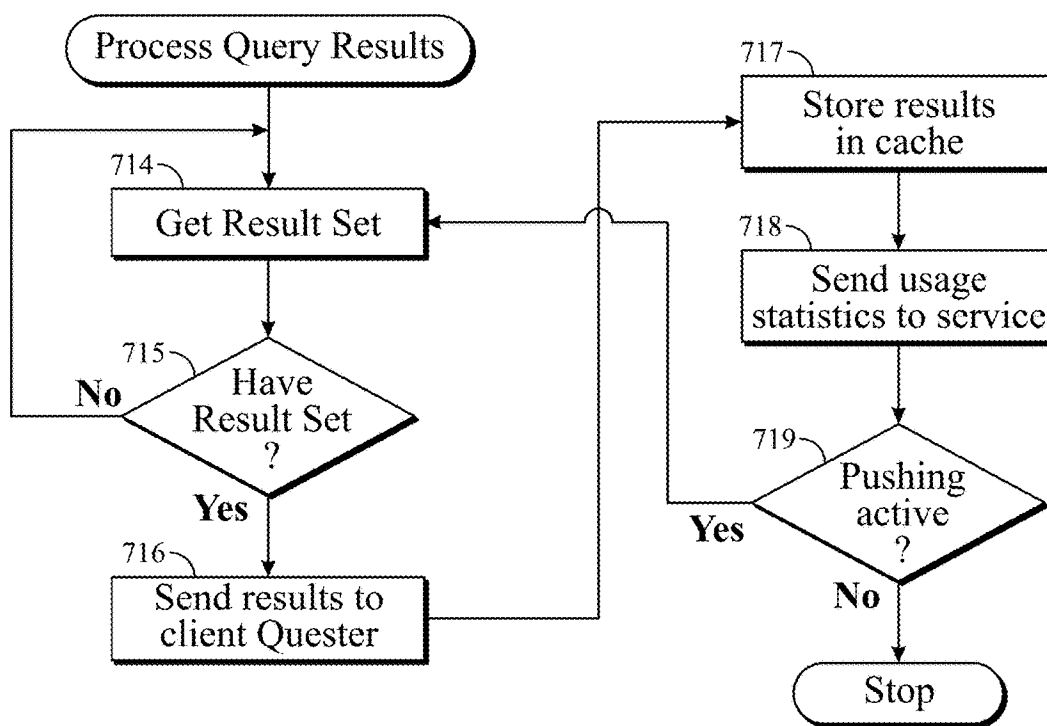 Process Query Results
714
Get Result Set
715
Have
Result Set
?
No
Yes
716
Send results to
client Quester
717
Store results
in cache
718
Send usage
statistics to service
719
Pushing
active
?
Yes
No
Stop